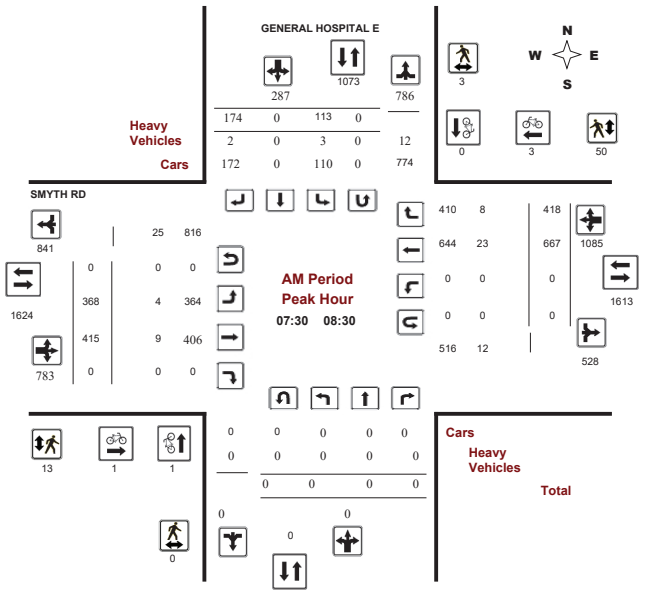 GENERAL HOSPITAL E
N
W E
S
1073
3
287 786
174 0 113 0
Heavy
Vehicles
2 0 3 0 12
Cars
172 0 110 0 774
0 3 50
SMYTH RD
841
25 816
410 8 418
1085
644 23 667
0 0 0
368 4 364
1624
AM Period
Peak Hour
07:30 08:30
0 0 0
1613
415 9 406
0 0 0
783
0 0 0
516 12
528
0 0 0 0 0
0 0 0 0 0
0 0 0 0
Cars
Heavy
Vehicles
Total
13 1 1
0 0
0
0